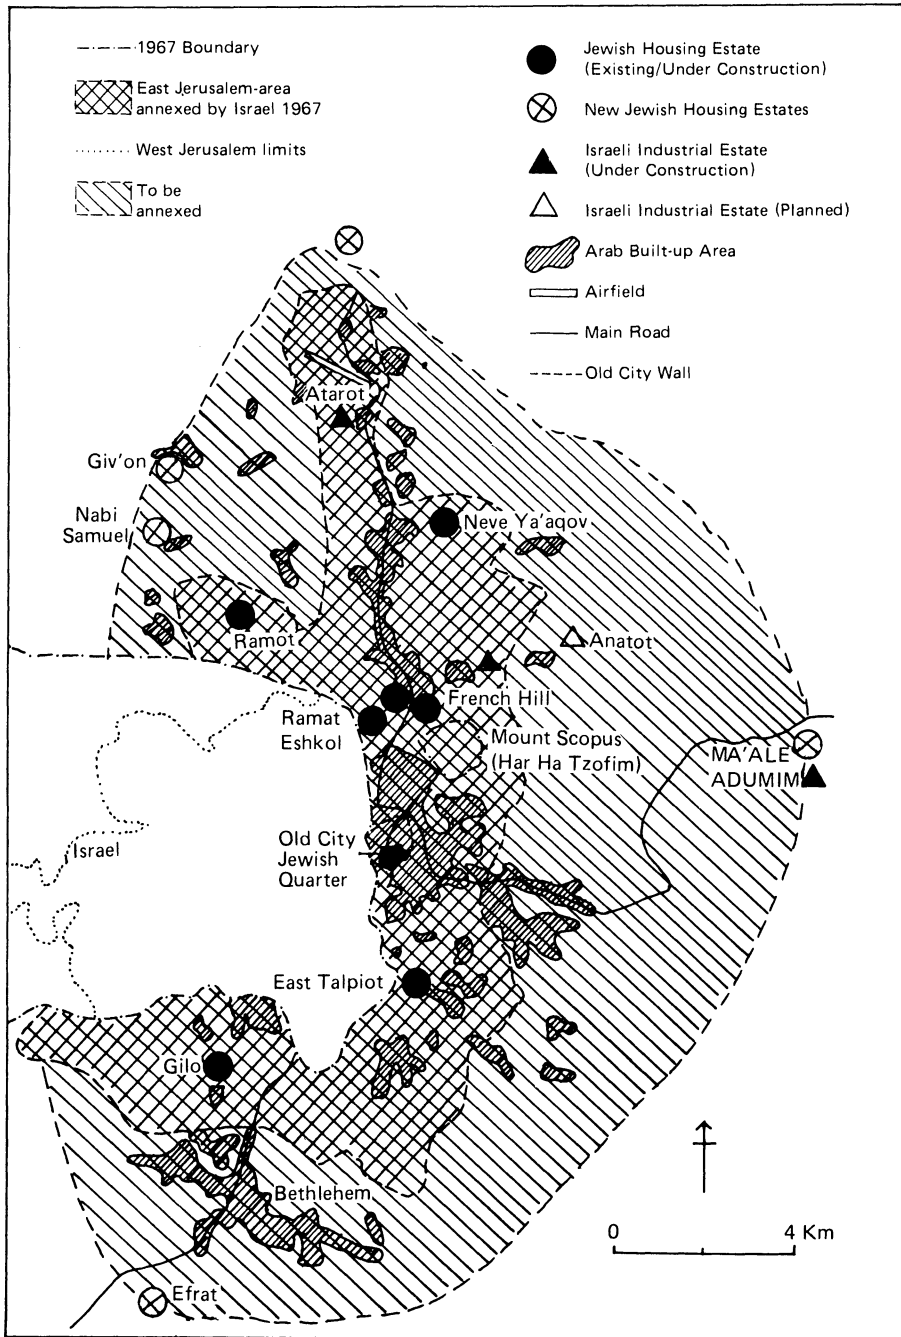 1967 Boundary
East Jerusalem-area
annexed by Israel 1967
West Jerusalem limits
To be
annexed
Jewish Housing Estate
(Existing/Under Construction)
New Jewish Housing Estates
Israeli Industrial Estate
(Under Construction)
Israeli Industrial Estate (Planned)
Arab Built-up Area
Airfield
Main Road
Old City Wall
Atarot
Giv'on
Nabi
Samuel
Neve Ya'aqov
Ramot
Anatot
French Hill
Ramat
Eshkol
Mount Scopus
(Har Ha Tzofim)
MA'ALE
ADUMIM
Israel
Old City
Jewish
Quarter
East Talpiot
Gilo
Bethlehem
Efrat
0 4 Km